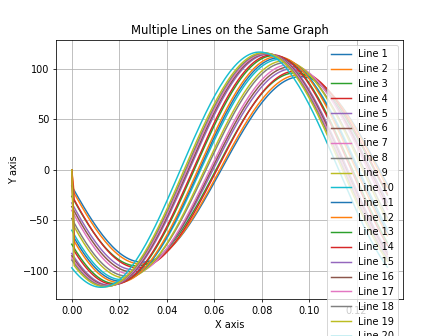 Multiple Lines on the Same Graph
Y axis
100
50
0
−50
−100
0.00
0.02
0.04
0.06
0.08
0.10
X axis
Line 1
Line 2
Line 3
Line 4
Line 5
Line 6
Line 7
Line 8
Line 9
Line 10
Line 11
Line 12
Line 13
Line 14
Line 15
Line 16
Line 17
Line 18
Line 19
Line 20